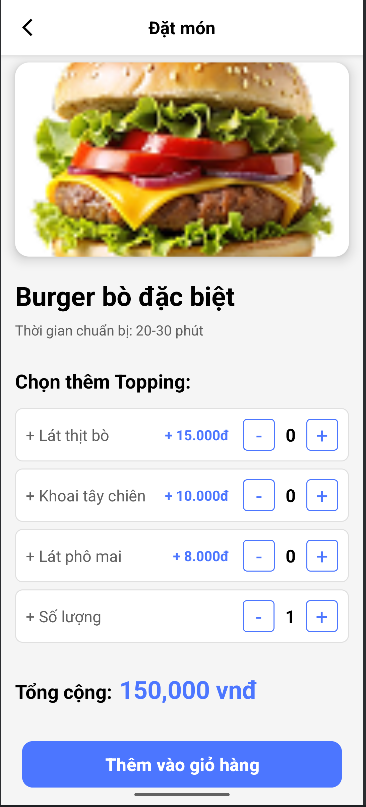 Đặt món
Burger bò đặc biệt
Thời gian chuẩn bị: 20-30 phút
Chọn thêm Topping:
+ Lát thịt bò + 15.000đ - 0 +
+ Khoai tây chiên + 10.000đ - 0 +
+ Lát phô mai + 8.000đ - 0 +
+ Số lượng - 1 +
Tổng cộng: 150,000 vnđ
Thêm vào giỏ hàng